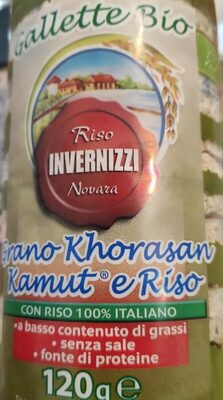 Gallette Bio
Riso
INVERNIZZI
Novara
Grano Khorasan
Kamut® e Riso
CON RISO 100% ITALIANO
• a basso contenuto di grassi
• senza sale
• fonte di proteine
120g e